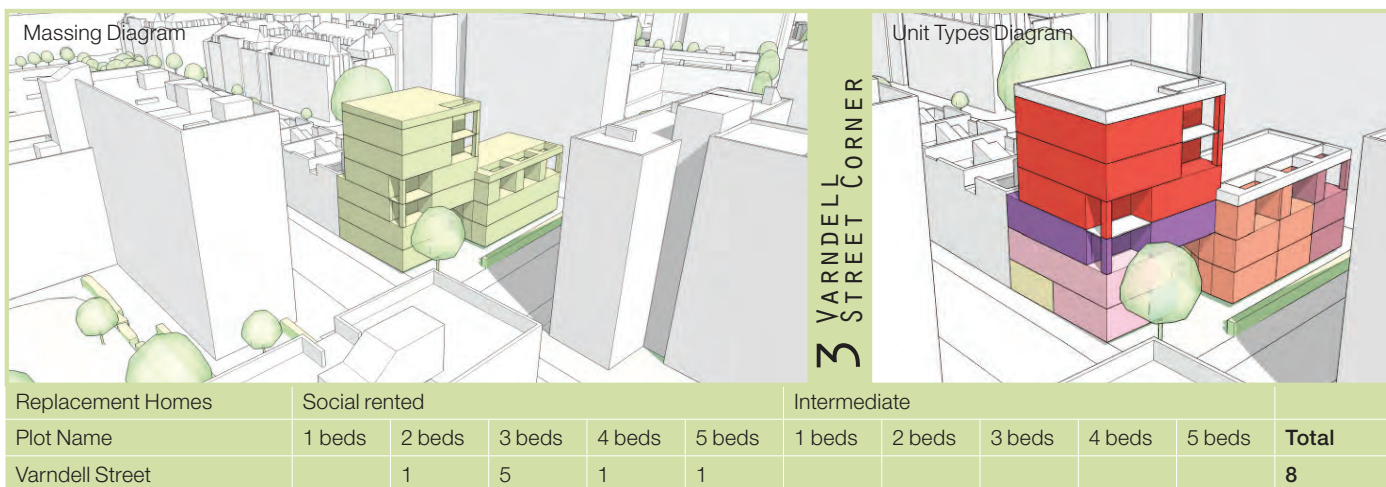 Massing Diagram
3 VARNDELL
STREET CORNER
Unit Types Diagram
Replacement Homes Social rented Intermediate
Plot Name 1 beds 2 beds 3 beds 4 beds 5 beds 1 beds 2 beds 3 beds 4 beds 5 beds Total
Varndell Street 1 5 1 1 8